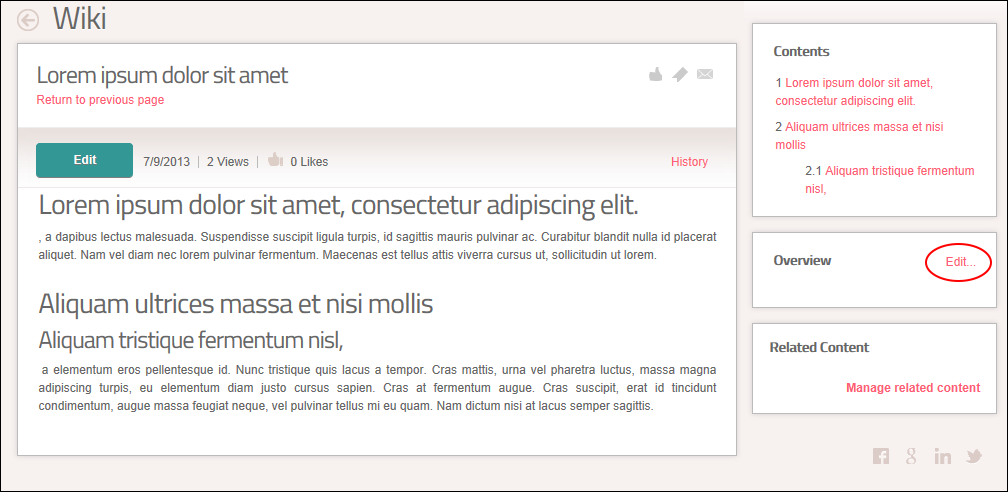 Wiki
Lorem ipsum dolor sit amet
Return to previous page
Edit
7/9/2013 | 2 Views | 0 Likes
History
Lorem ipsum dolor sit amet, consectetur adipiscing elit.
, a dapibus lectus malesuada. Suspendisse suscipit ligula turpis, id sagittis mauris pulvinar ac. Curabitur blandit nulla id placerat
aliquet. Nam vel diam nec lorem pulvinar fermentum. Maecenas est tellus attis viverra cursus ut, sollicitudin ut lorem.
Aliquam ultrices massa et nisi mollis
Aliquam tristique fermentum nisl,
a elementum eros pellentesque id. Nunc tristique quis lacus a tempor. Cras mattis, urna vel pharetra luctus, massa magna
adipiscing turpis, eu elementum diam justo cursus sapien. Cras at fermentum augue. Cras suscipit, erat id tincidunt
condimentum, augue massa feugiat neque, vel pulvinar tellus mi eu quam. Nam dictum nisi at lacus semper sagittis.
Contents
1 Lorem ipsum dolor sit amet,
consectetur adipiscing elit.
2 Aliquam ultrices massa et nisi
mollis
2.1 Aliquam tristique fermentum
nisl,
Overview
Edit...
Related Content
Manage related content